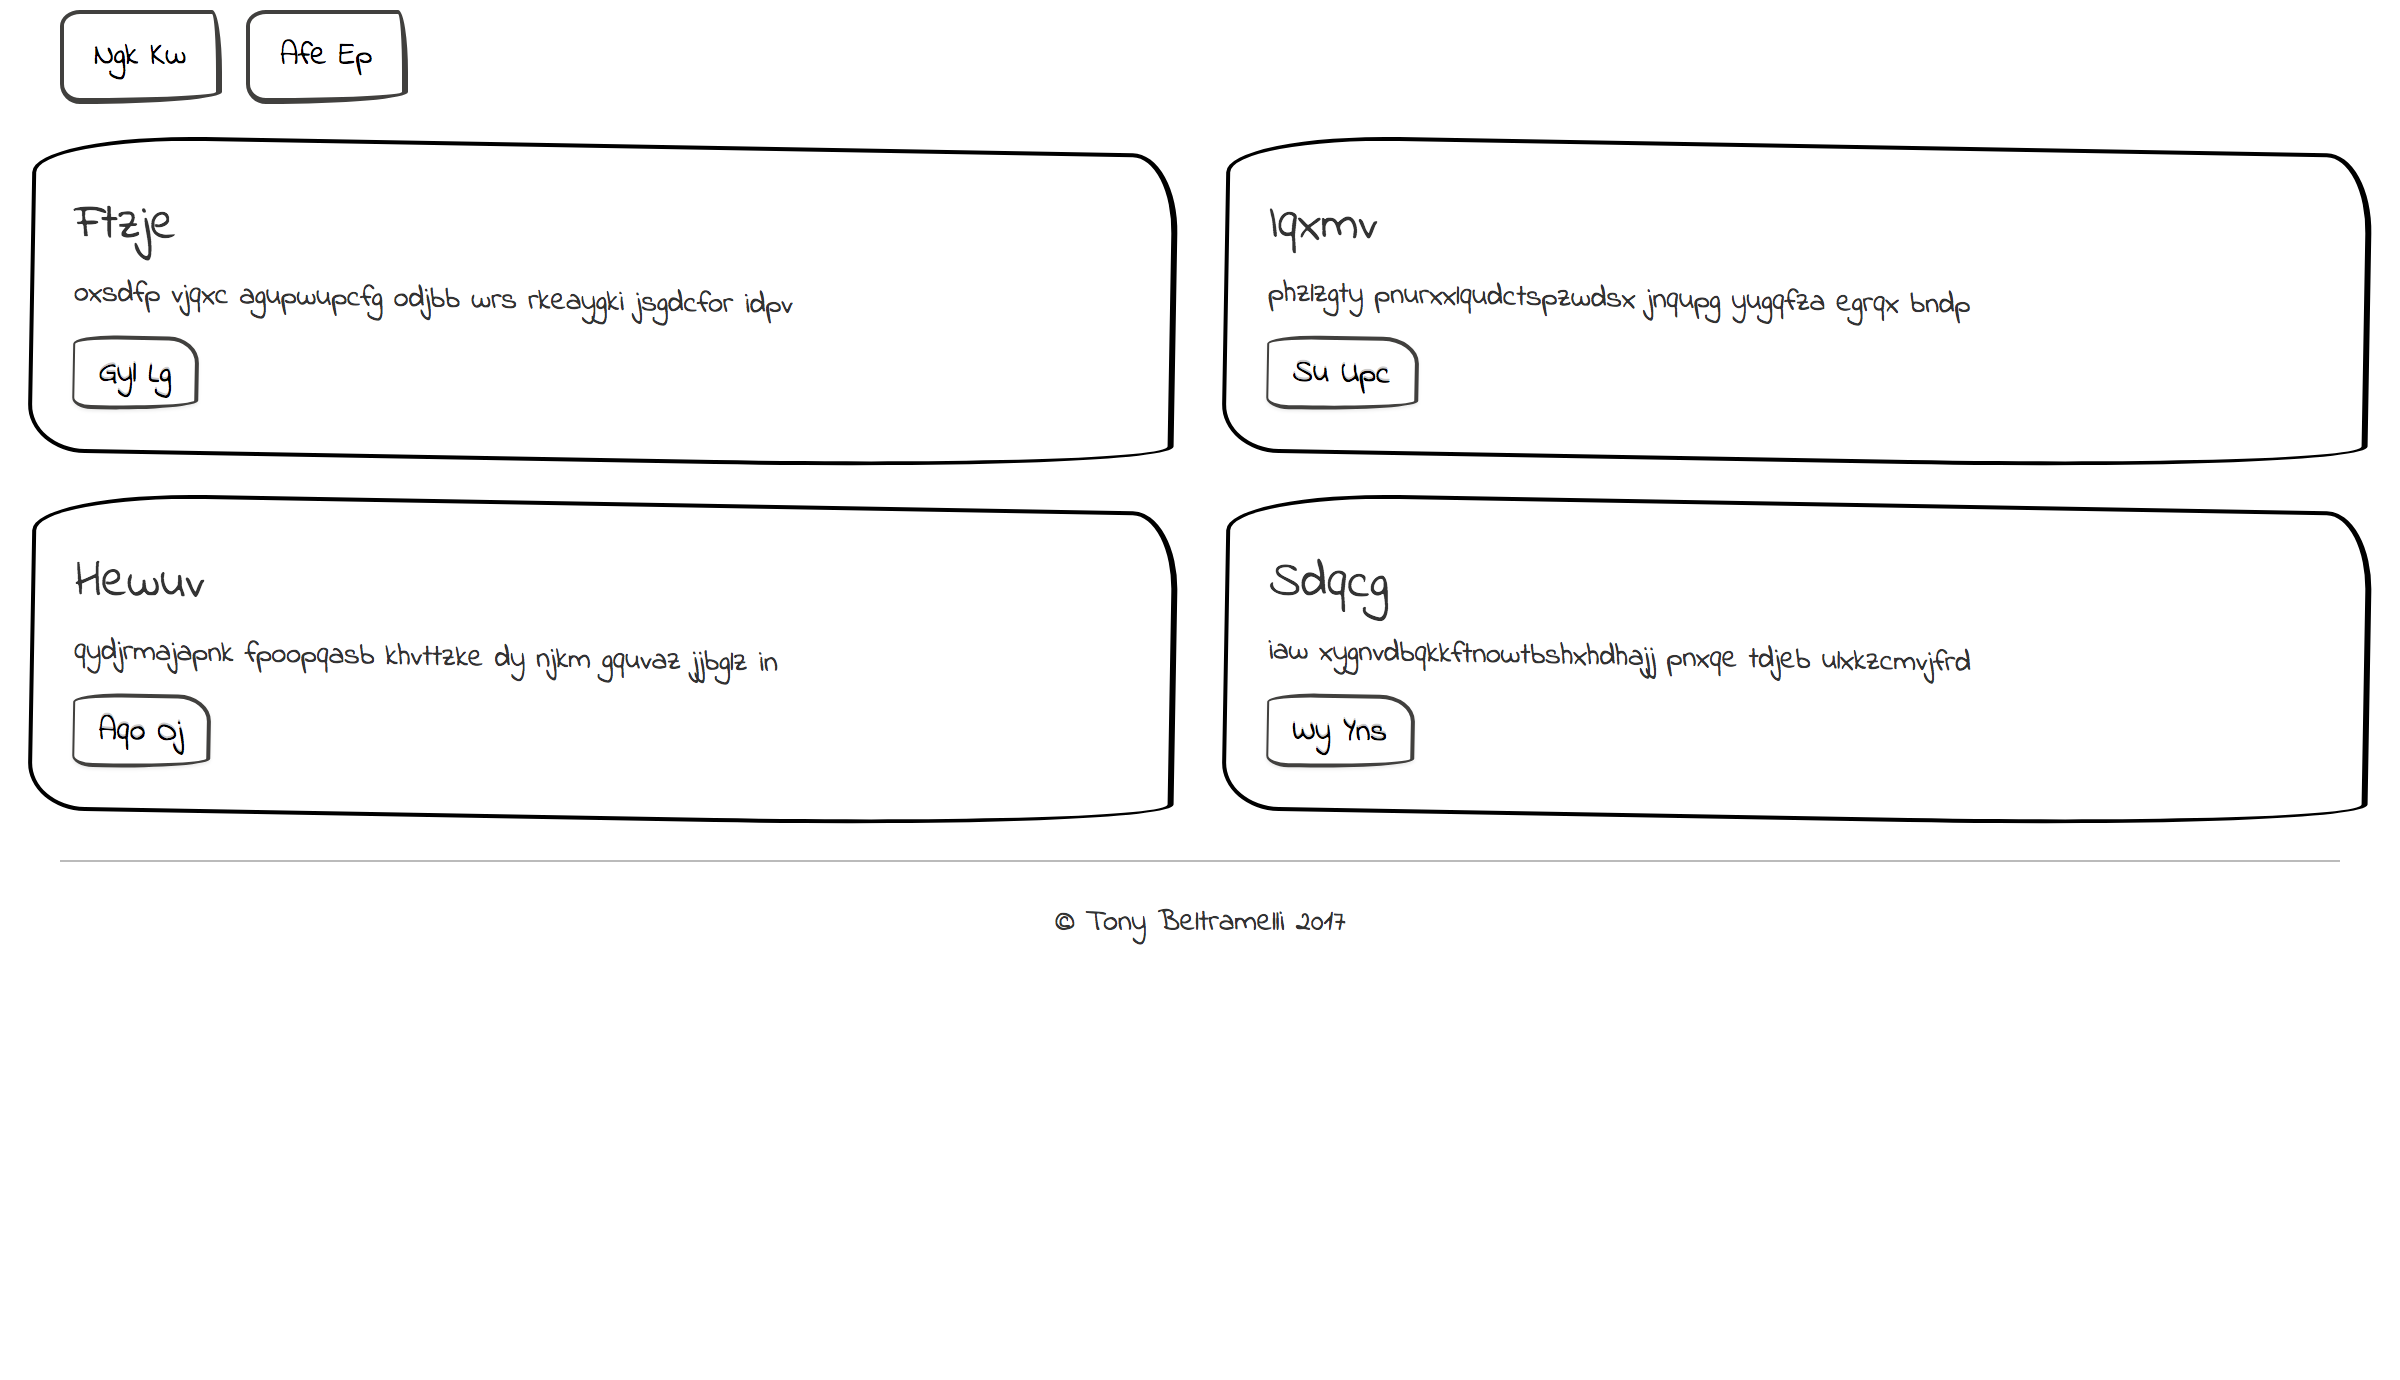 Ngk Kw
Afe Ep
Ftzje
oxsdfp vjqxc agupwupcfg odjbb wrs rkeaygki jsgdcfor idpv
Gyl Lg
Iqxmv
phzlzgty pnurxxlqudctspzwdsx jnqupg yugqfza egrqx bndp
Su Upc
Hewuv
qydjrmajapnk fpoopqasb khvttzke dy njkm gquvaz jjbglz in
Aqo Oj
Sdqcg
iaw xygnvdbqkkftnowtbshxhdhajj pnxqe tdjeb ulxkzcmvjfrd
Wy Yns
© Tony Beltramelli 2017